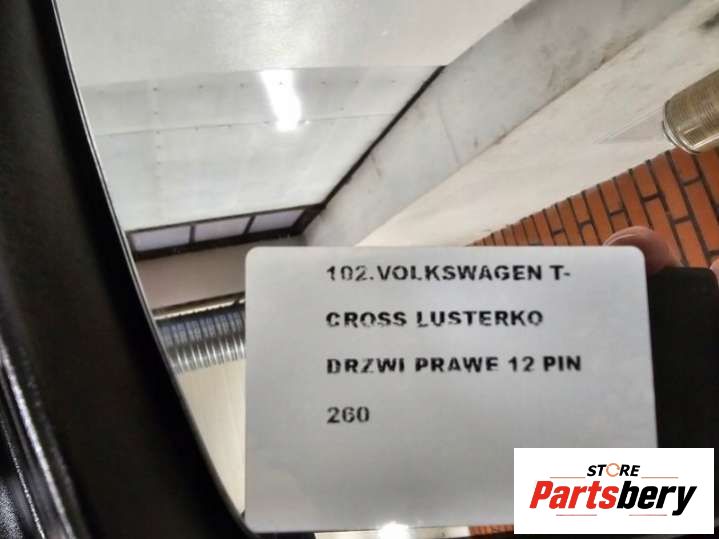 102.VOLKSWAGEN T-
CROSS LUSTERKO
DRZWI PRAWE 12 PIN
260
STORE
Partsbery